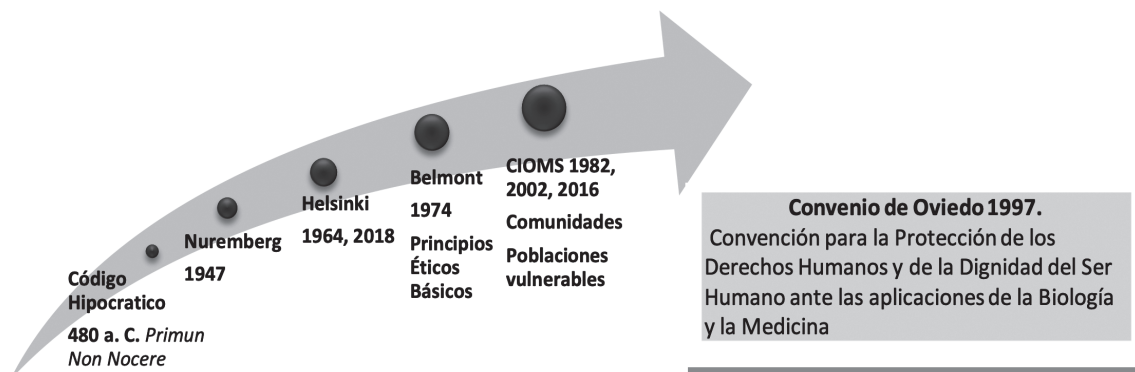 Código
Hipocratico
480 a. C. Primun
Non Nocere
Nuremberg
1947
Helsinki
1964, 2018
Belmont
1974
Principios
Éticos
Básicos
CIOMS 1982,
2002, 2016
Comunidades
Poblaciones
vulnerables
Convenio de Oviedo 1997.
Convención para la Protección de los
Derechos Humanos y de la Dignidad del Ser
Humano ante las aplicaciones de la Biología
y la Medicina